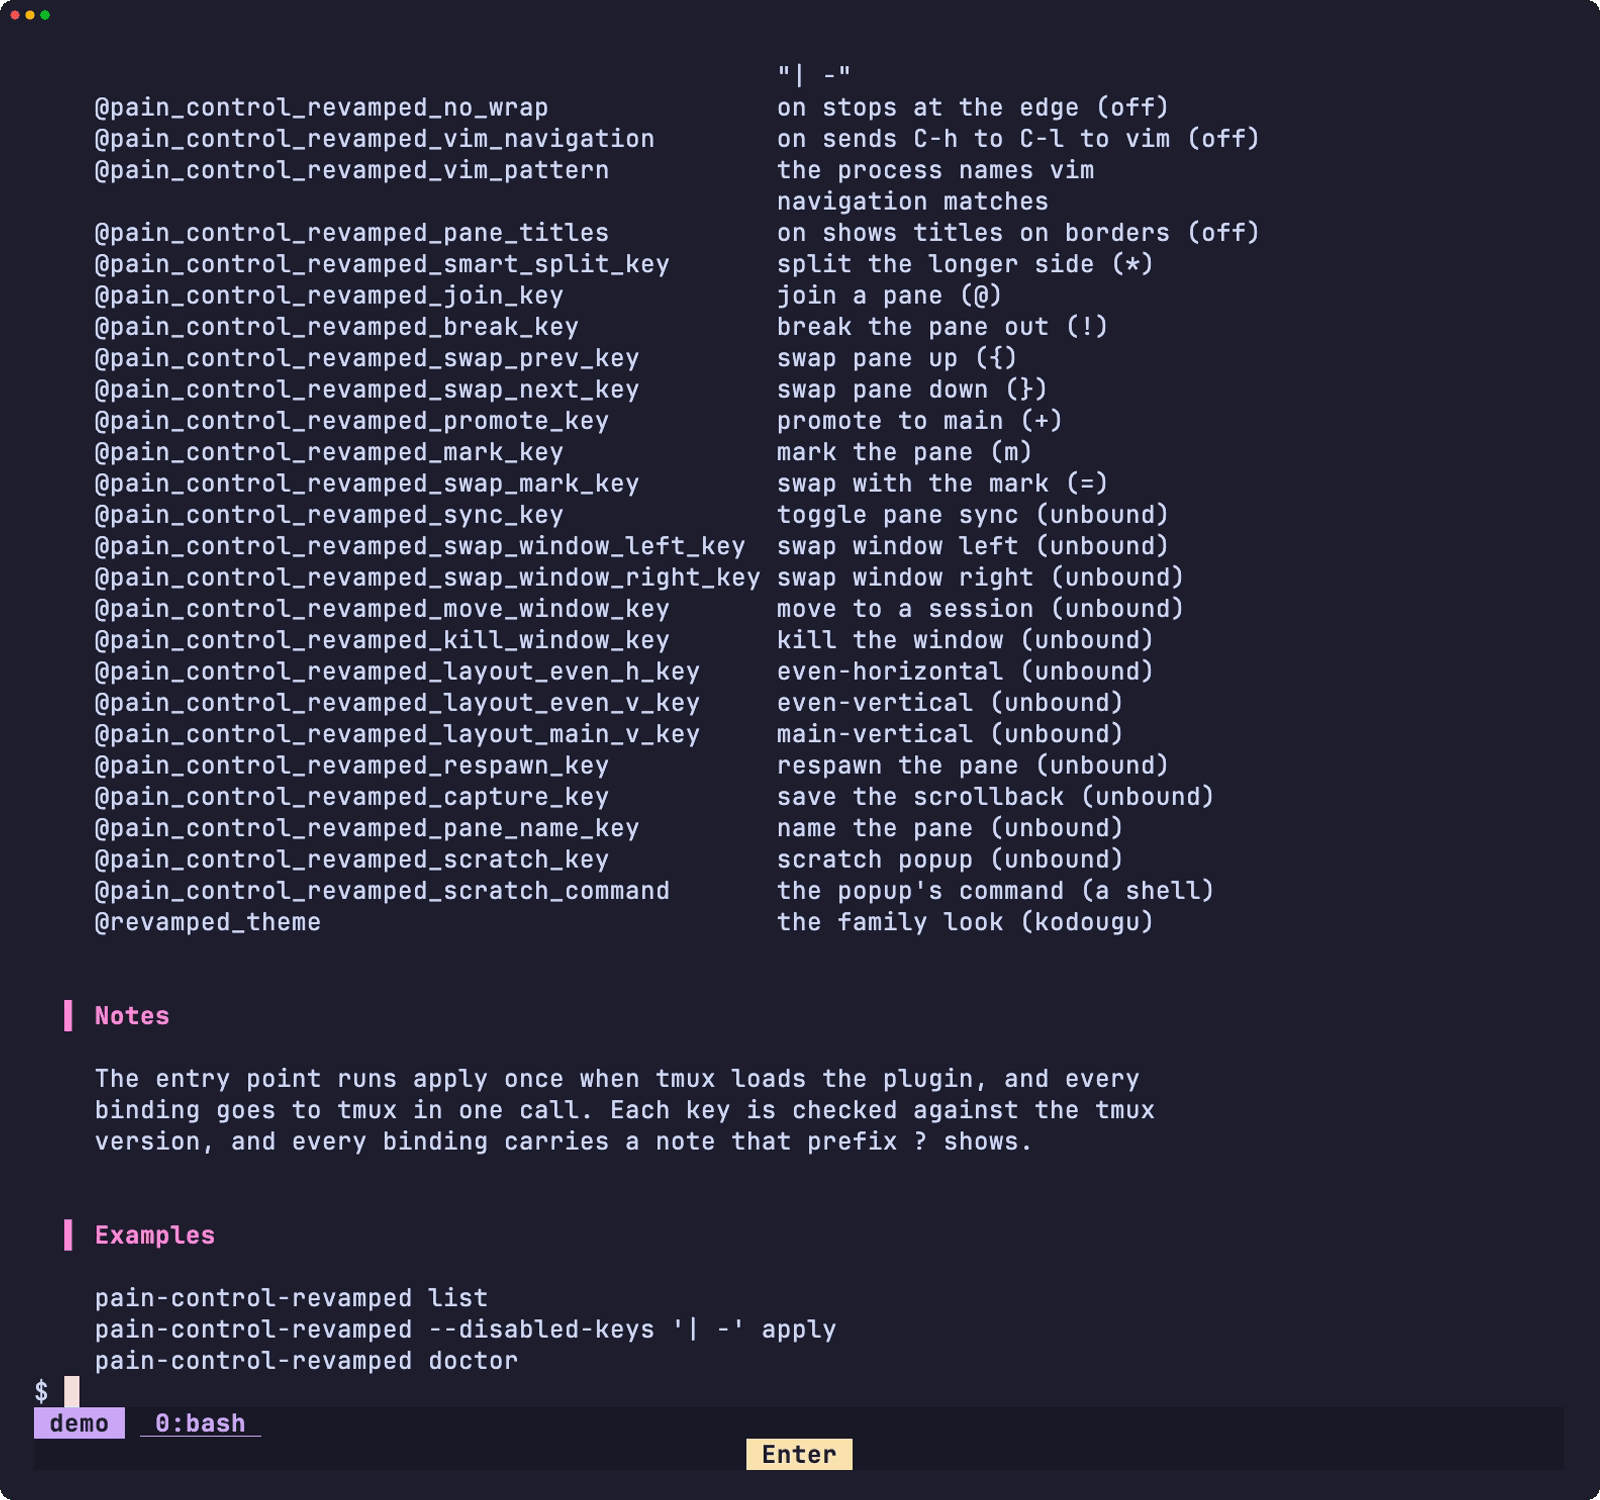 "| -"
@pain_control_revamped_no_wrap on stops at the edge (off)
@pain_control_revamped_vim_navigation on sends C-h to C-l to vim (off)
@pain_control_revamped_vim_pattern the process names vim
navigation matches
@pain_control_revamped_pane_titles on shows titles on borders (off)
@pain_control_revamped_smart_split_key split the longer side (*)
@pain_control_revamped_join_key join a pane (@)
@pain_control_revamped_break_key break the pane out (!)
@pain_control_revamped_swap_prev_key swap pane up ({)
@pain_control_revamped_swap_next_key swap pane down (})
@pain_control_revamped_promote_key promote to main (+)
@pain_control_revamped_mark_key mark the pane (m)
@pain_control_revamped_swap_mark_key swap with the mark (=)
@pain_control_revamped_sync_key toggle pane sync (unbound)
@pain_control_revamped_swap_window_left_key swap window left (unbound)
@pain_control_revamped_swap_window_right_key swap window right (unbound)
@pain_control_revamped_move_window_key move to a session (unbound)
@pain_control_revamped_kill_window_key kill the window (unbound)
@pain_control_revamped_layout_even_h_key even-horizontal (unbound)
@pain_control_revamped_layout_even_v_key even-vertical (unbound)
@pain_control_revamped_layout_main_v_key main-vertical (unbound)
@pain_control_revamped_respawn_key respawn the pane (unbound)
@pain_control_revamped_capture_key save the scrollback (unbound)
@pain_control_revamped_pane_name_key name the pane (unbound)
@pain_control_revamped_scratch_key scratch popup (unbound)
@pain_control_revamped_scratch_command the popup's command (a shell)
@revamped_theme the family look (kodougu)
Notes
The entry point runs apply once when tmux loads the plugin, and every
binding goes to tmux in one call. Each key is checked against the tmux
version, and every binding carries a note that prefix ? shows.
Examples
pain-control-revamped list
pain-control-revamped --disabled-keys '| -' apply
pain-control-revamped doctor
$
demo 0:bash
Enter